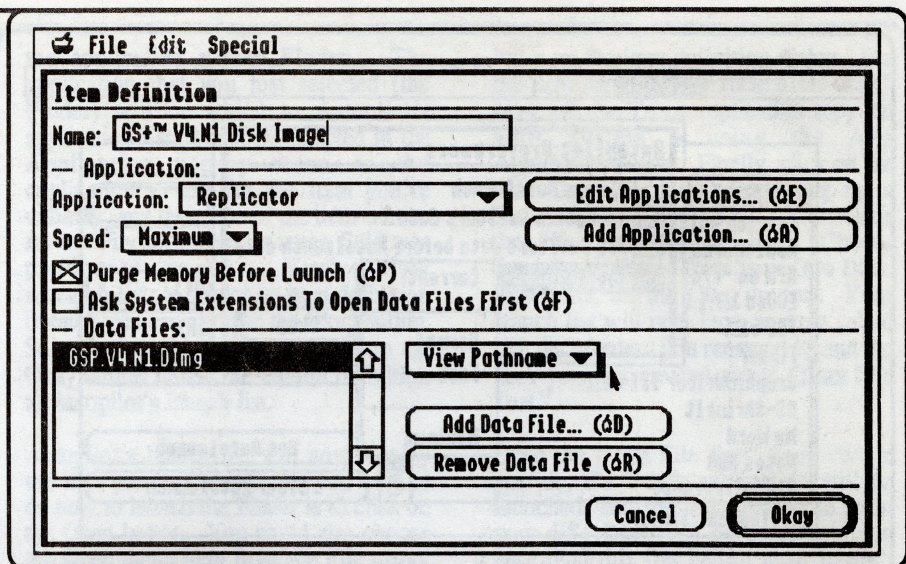 File Edit Special
Item Definition
Name: GS+™ V4.N1 Disk Image
Application:
Application: Replicator
Edit Applications... (E)
Speed: Maximum
Add Application... (A)
Purge Memory Before Launch (P)
Ask System Extensions To Open Data Files First (F)
Data Files:
GSP V4 N1 DImg
View Pathname
Add Data File... (D)
Remove Data File (R)
Cancel Okay